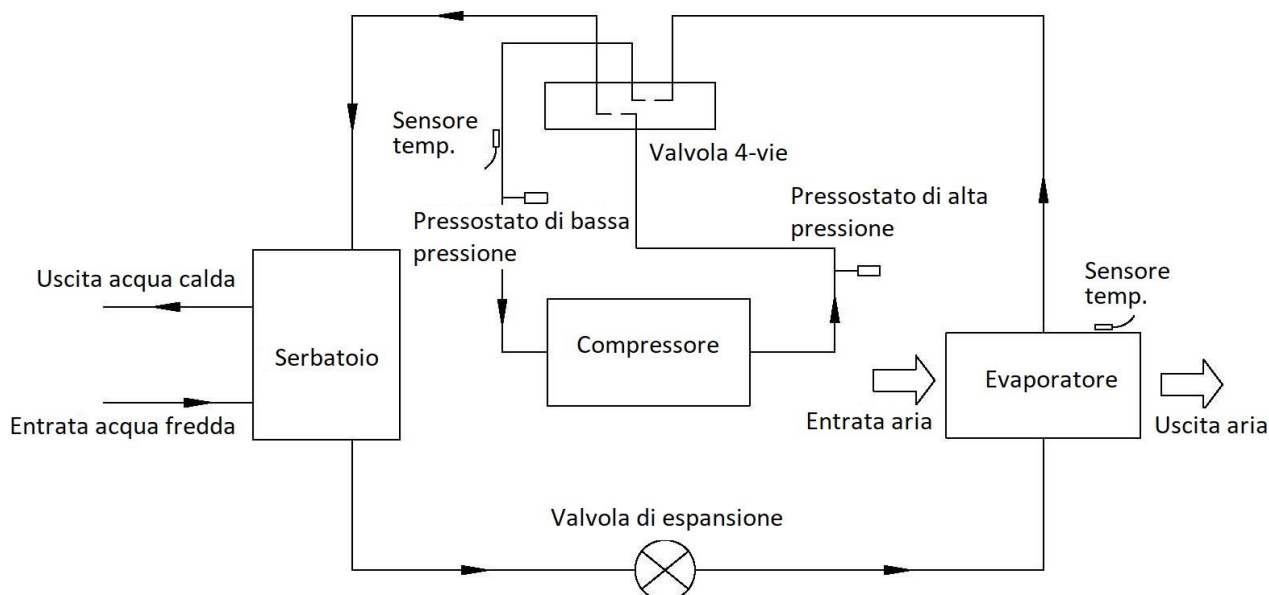 Sensore
temp.
Valvola 4-vie
Pressostato di bassa
pressione
Pressostato di alta
pressione
Uscita acqua calda
Sensore
temp.
Serbatoio
Compressore
Evaporatore
Entrata acqua fredda
Entrata aria
Uscita aria
Valvola di espansione